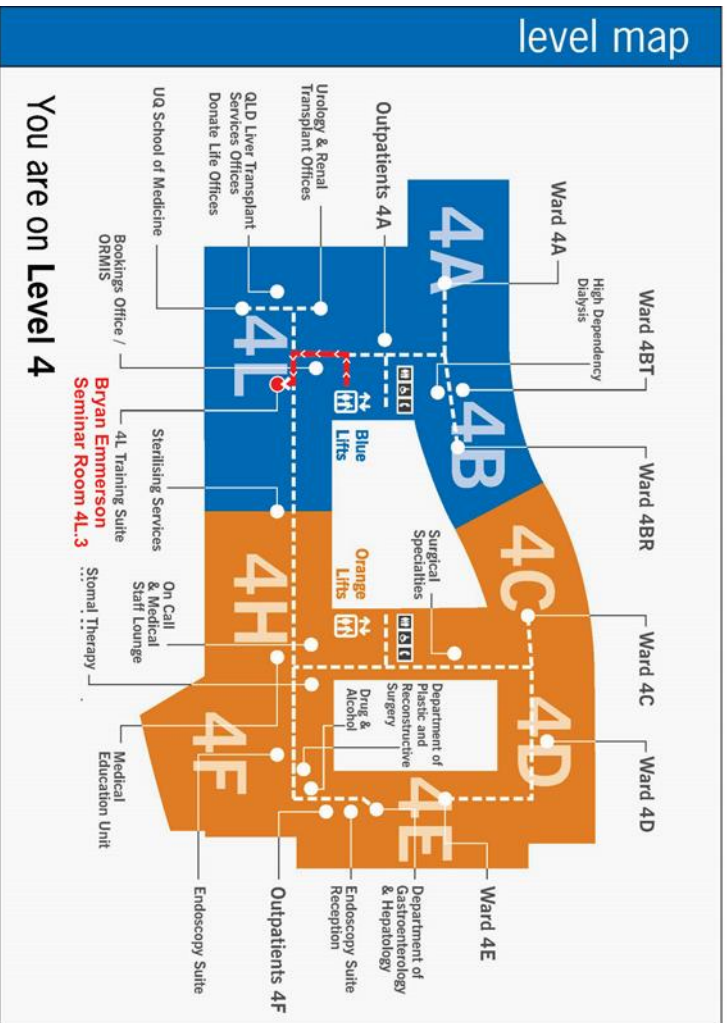 level map
Ward 4BT
Ward 4BR
Ward 4C
Ward 4D
Ward 4A
High Dependency
Dialysis
4A
4B
4C
4D
Outpatients 4A
Surgical
Specialties
Department of
Plastic and
Reconstructive
Surgery
Drug &
Alcohol
4E
Ward 4E
Department of
Gastroenterology
& Hepatology
Endoscopy Suite
Reception
Outpatients 4F
Endoscopy Suite
Urology & Renal
Transplant Offices
QLD Liver Transplant
Services Offices
Donate Life Offices
UQ School of Medicine
Blue
Lifts
Orange
Lifts
4L
4H
4F
Bookings Office /
ORMIS
4L Training Suite
Bryan Emmerson
Seminar Room 4L.3
Sterilising Services
On Call
& Medical
Staff Lounge
Stomal Therapy
Medical
Education Unit
You are on Level 4